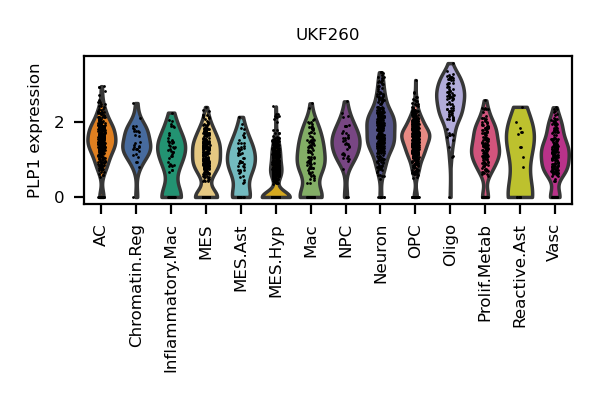 UKF260
PLP1 expression
2
0
AC
Chromatin.Reg
Inflammatory.Mac
MES
MES.Ast
MES.Hyp
Mac
NPC
Neuron
OPC
Oligo
Prolif.Metab
Reactive.Ast
Vasc